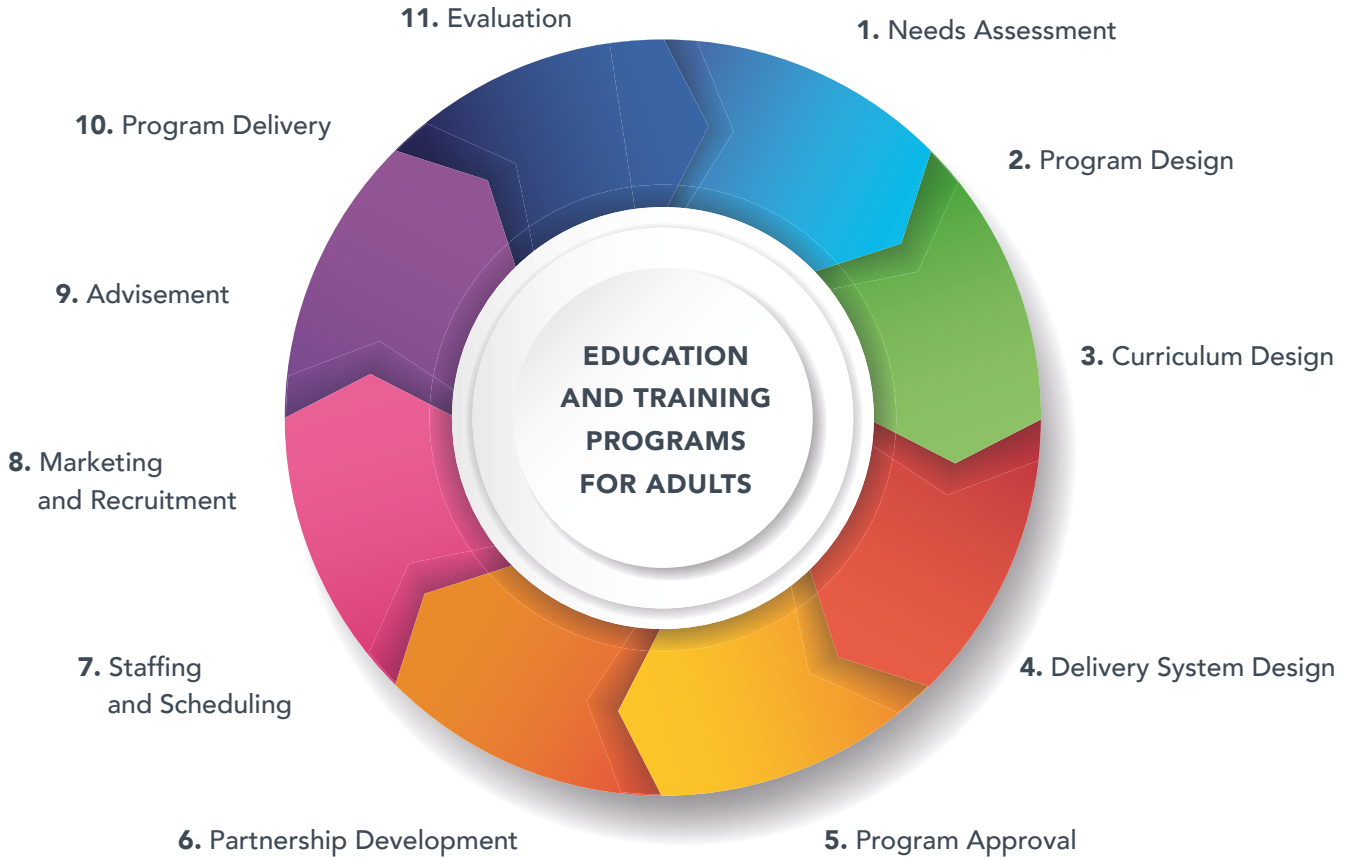 11. Evaluation
1. Needs Assessment
10. Program Delivery
2. Program Design
9. Advisement
3. Curriculum Design
EDUCATION
AND TRAINING
PROGRAMS
FOR ADULTS
8. Marketing
and Recruitment
7. Staffing
and Scheduling
4. Delivery System Design
6. Partnership Development
5. Program Approval